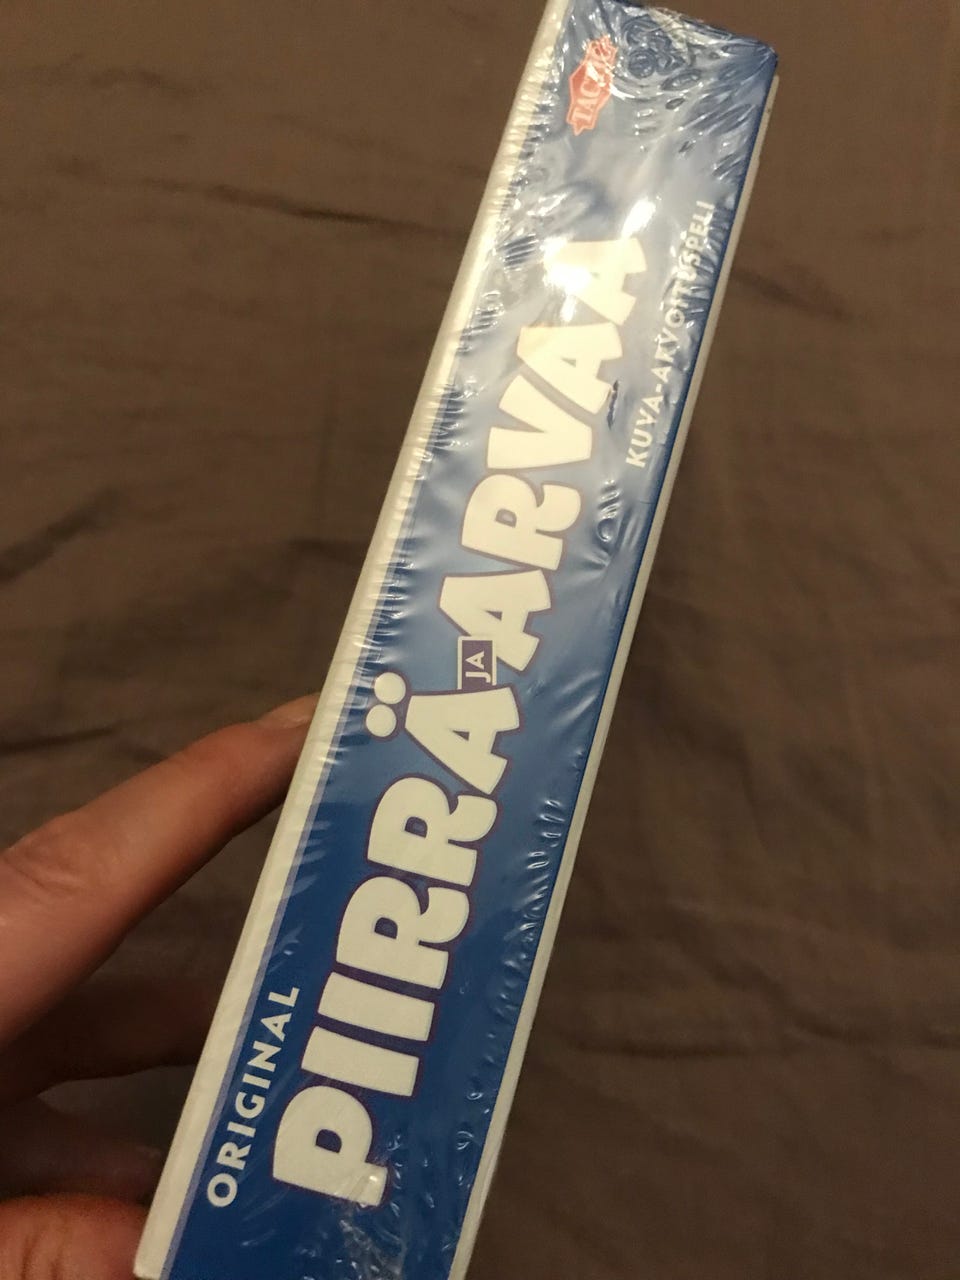 ORIGINAL
PIIRRÄ JA ARVAA
KUVA-ARVOITUSPELI
TACTIC